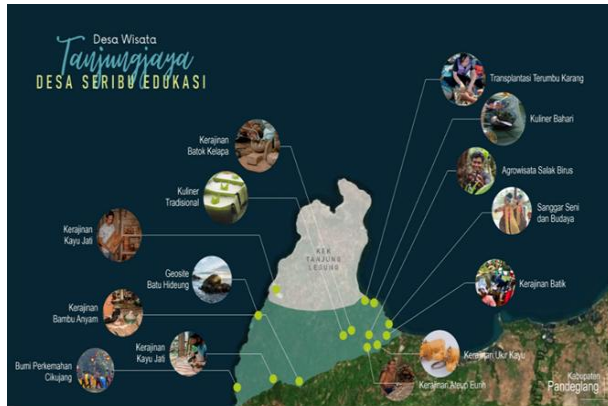 Desa Wisata
Tanjungjaya
DESA SERIBU EDUKASI
Transplantasi Terumbu Karang
Kuliner Bahari
Agrowisata Salak Birus
Sanggar Seni
dan Budaya
Kerajinan Batik
Kerajinan Ukir Kayu
Kerajinan Ateup Eurih
Kerajinan
Batok Kelapa
Kuliner
Tradisional
Kerajinan
Kayu Jati
Geosite
Batu Hideung
Kerajinan
Bambu Anyam
Kerajinan
Kayu Jati
Bumi Perkemahan
Cikujang
KEK
TANJUNG
LESUNG
Kabupaten
Pandeglang